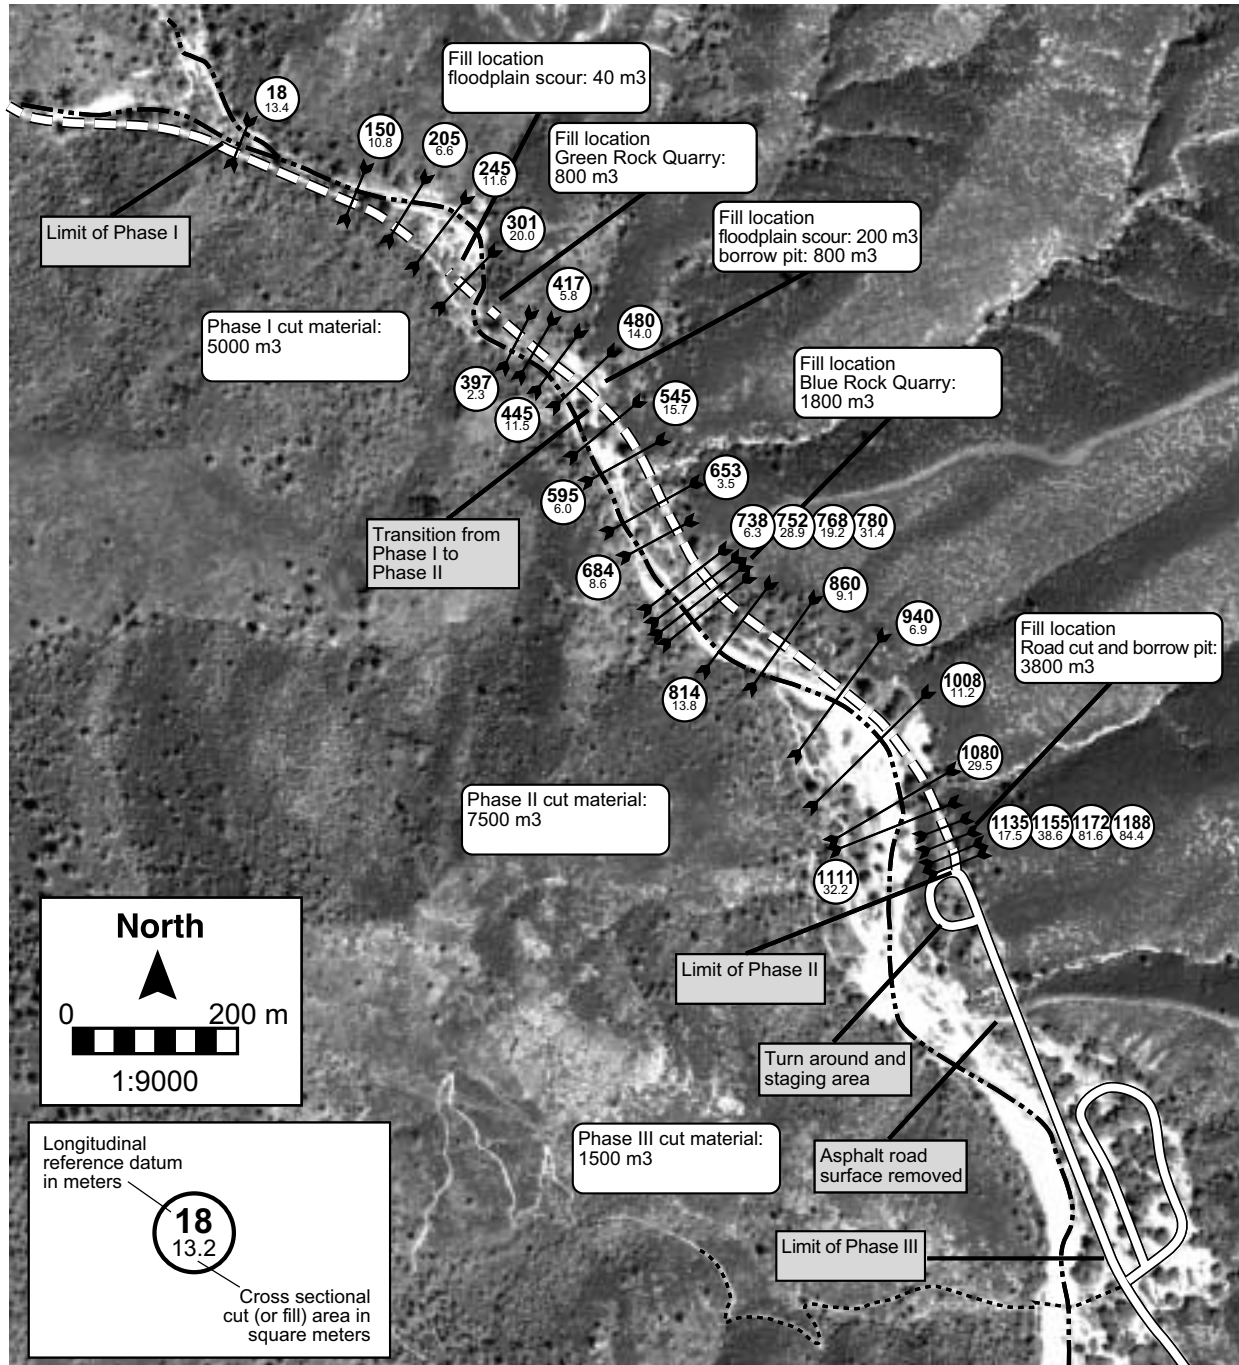 Fill location
floodplain scour: 40 m3
18
13.4
150
10.8
205
6.6
Fill location
Green Rock Quarry:
800 m3
245
11.6
Limit of Phase I
301
20.0
Fill location
floodplain scour: 200 m3
borrow pit: 800 m3
417
5.8
Phase I cut material:
5000 m3
480
14.0
397
2.3
445
11.5
Fill location
Blue Rock Quarry:
1800 m3
545
15.7
595
6.0
653
3.5
Transition from
Phase I to
Phase II
738
6.3
752
28.9
768
19.2
780
31.4
684
8.6
860
9.1
940
6.9
Fill location
Road cut and borrow pit:
3800 m3
814
13.8
1008
11.2
1080
29.5
Phase II cut material:
7500 m3
1135
17.5
1155
38.6
1172
81.6
1188
84.4
1111
32.2
Limit of Phase II
North
0 200 m
1:9000
Turn around and
staging area
Phase III cut material:
1500 m3
Asphalt road
surface removed
Limit of Phase III
Longitudinal
reference datum
in meters
18
13.2
Cross sectional
cut (or fill) area in
square meters